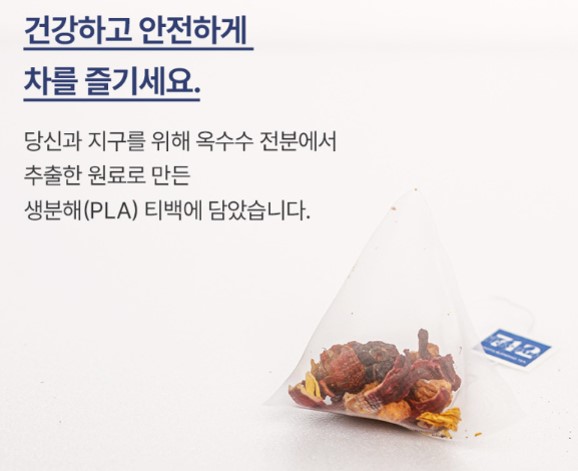 건강하고 안전하게
차를 즐기세요.
당신과 지구를 위해 옥수수 전분에서
추출한 원료로 만든
생분해(PLA) 티백에 담았습니다.